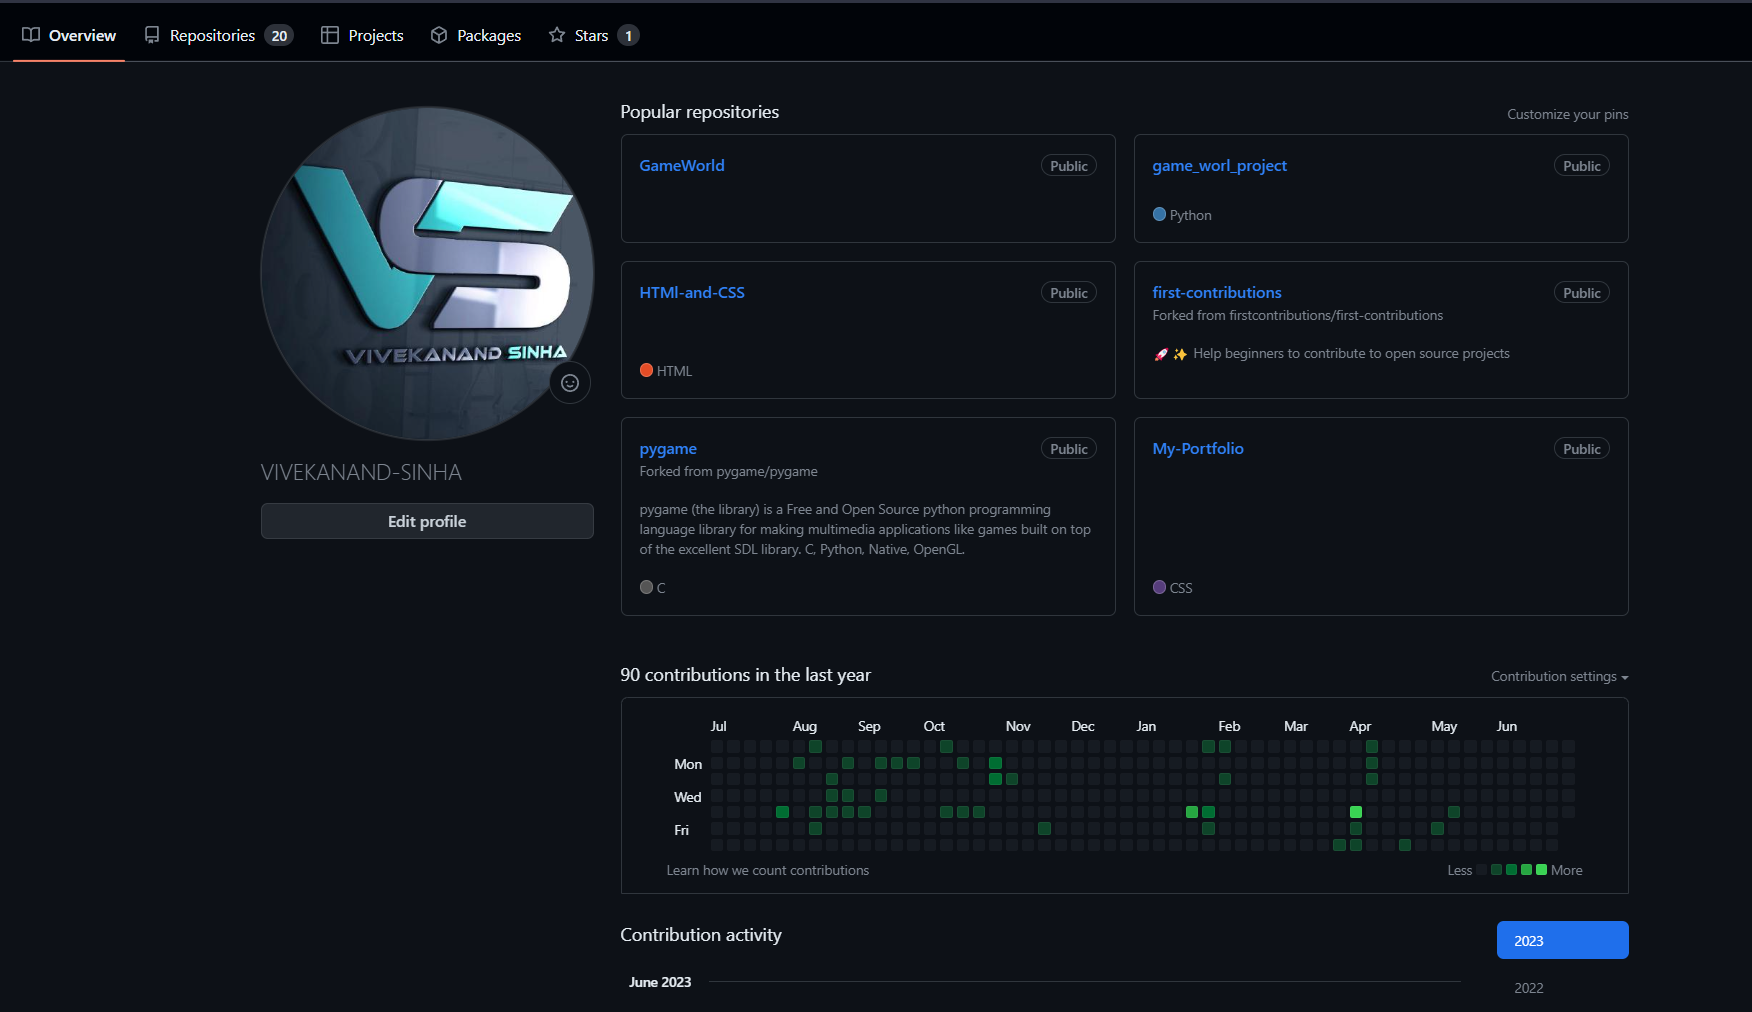 Overview Repositories 20 Projects Packages Stars 1
VIVEKANAND SINHA
VIVEKANAND-SINHA
Edit profile
Popular repositories
Customize your pins
GameWorld Public
game_worl_project Public
Python
HTMl-and-CSS Public
HTML
first-contributions Public
Forked from firstcontributions/first-contributions
🚀✨ Help beginners to contribute to open source projects
pygame Public
Forked from pygame/pygame
pygame (the library) is a Free and Open Source python programming
language library for making multimedia applications like games built on top
of the excellent SDL library. C, Python, Native, OpenGL.
C
My-Portfolio Public
CSS
90 contributions in the last year
Contribution settings
Jul Aug Sep Oct Nov Dec Jan Feb Mar Apr May Jun
Mon
Wed
Fri
Learn how we count contributions
Less More
Contribution activity
2023
June 2023
2022